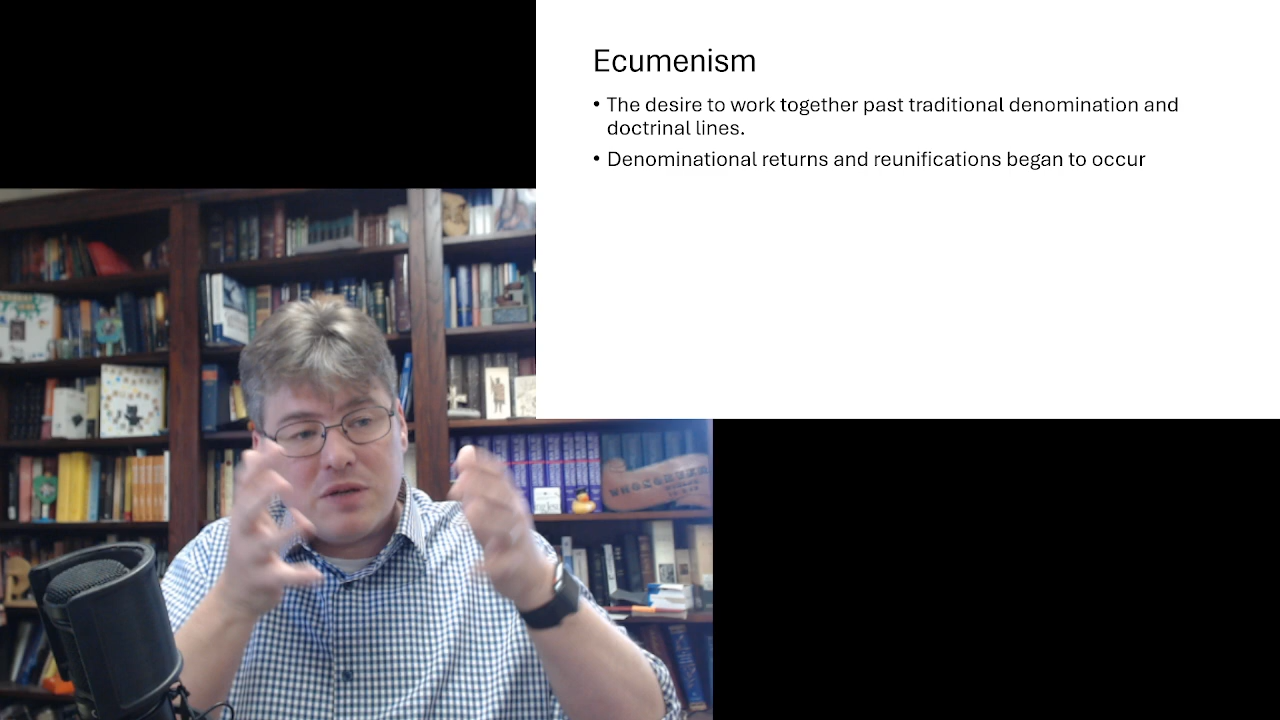 Ecumenism
• The desire to work together past traditional denomination and
doctrinal lines.
• Denominational returns and reunifications began to occur